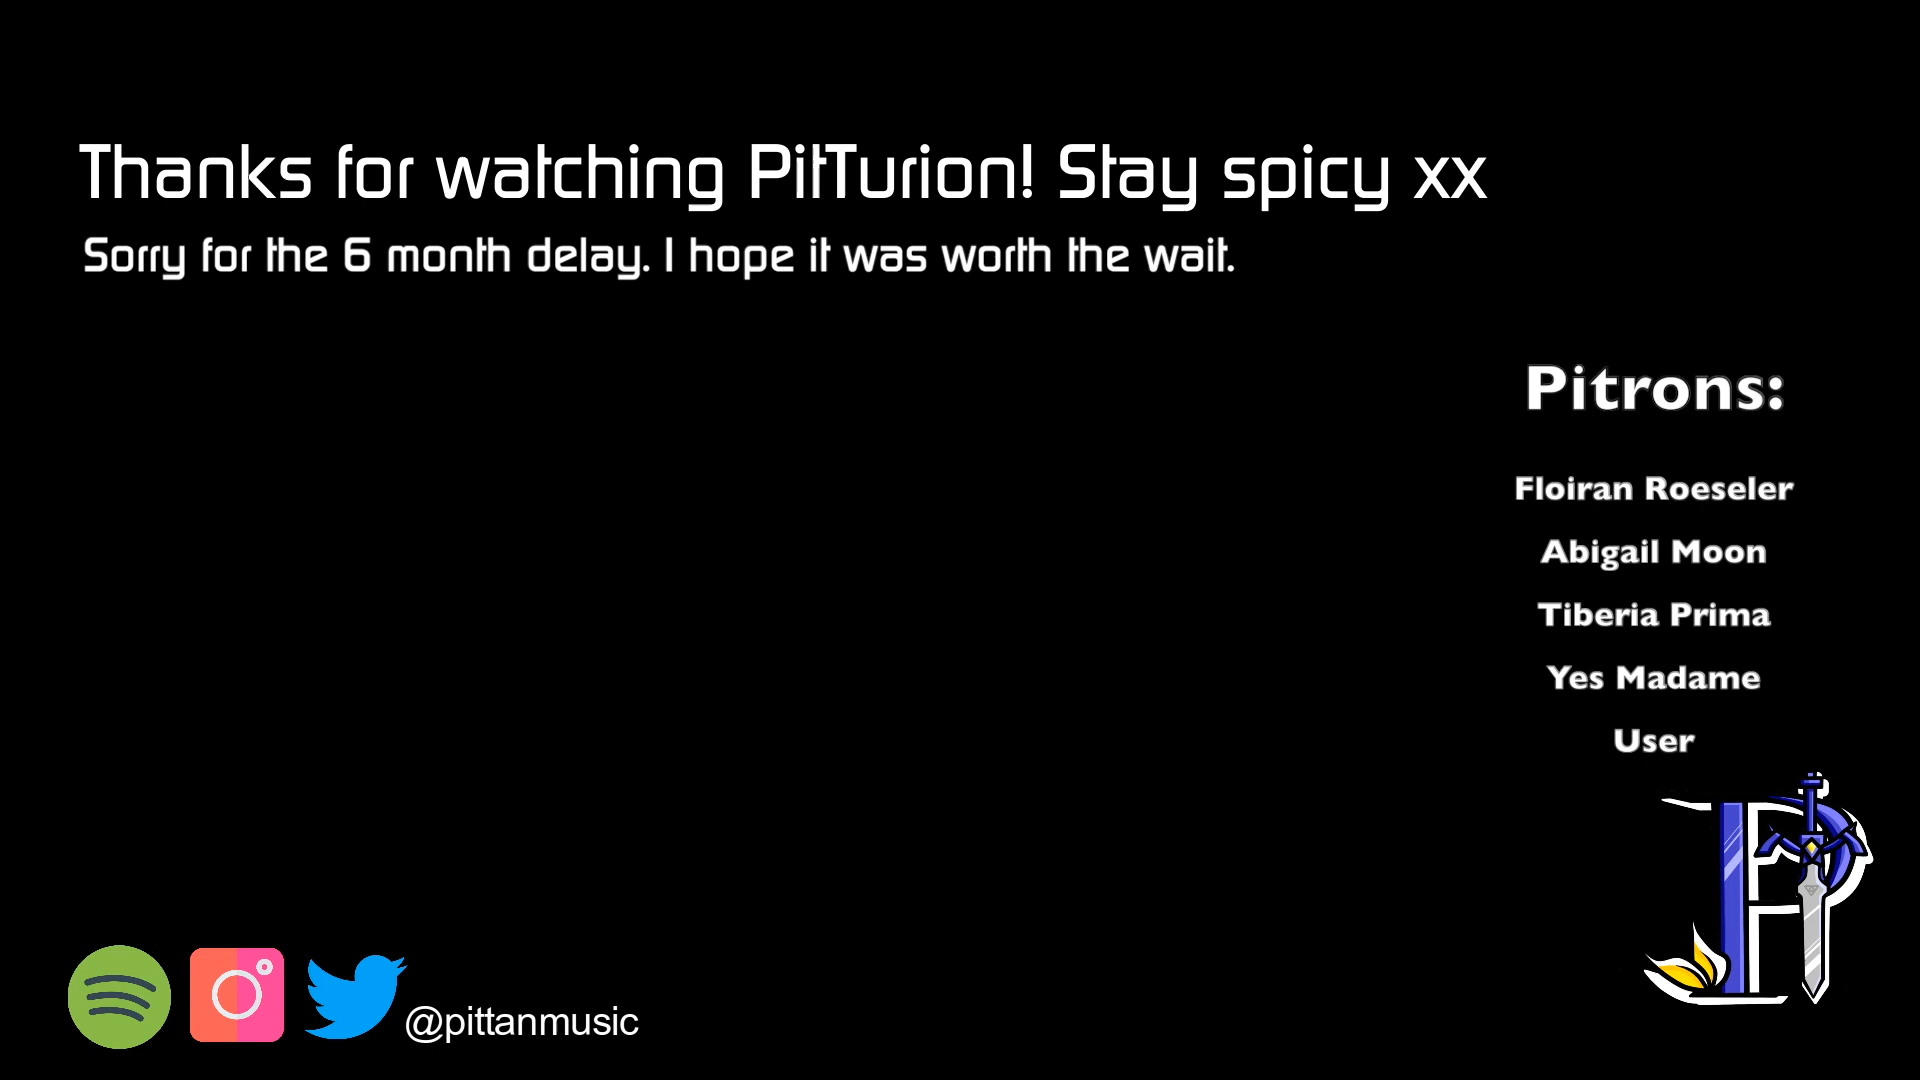 Thanks for watching PitTurion! Stay spicy xx
Sorry for the 6 month delay. I hope it was worth the wait.
Pitrons:
Floiran Roeseler
Abigail Moon
Tiberia Prima
Yes Madame
User
@pittanmusic